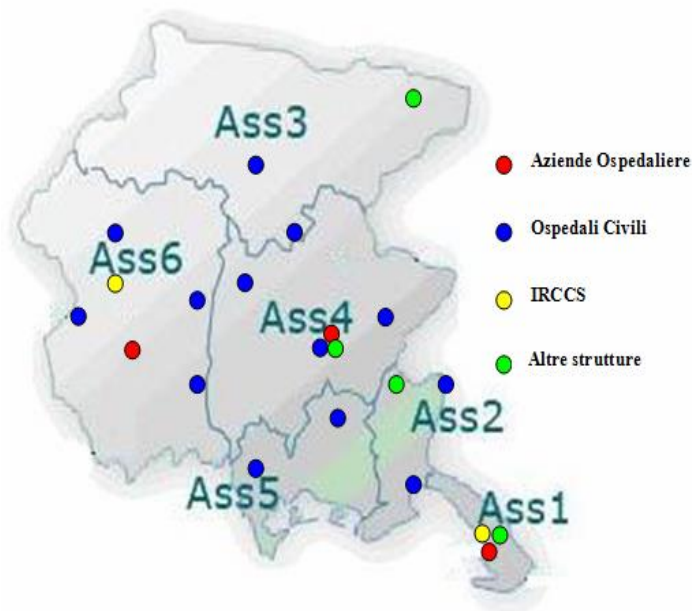 Ass3
Aziende Ospedaliere
Ospedali Civili
Ass6
IRCCS
Ass4
Altre strutture
Ass2
Ass5
Ass1